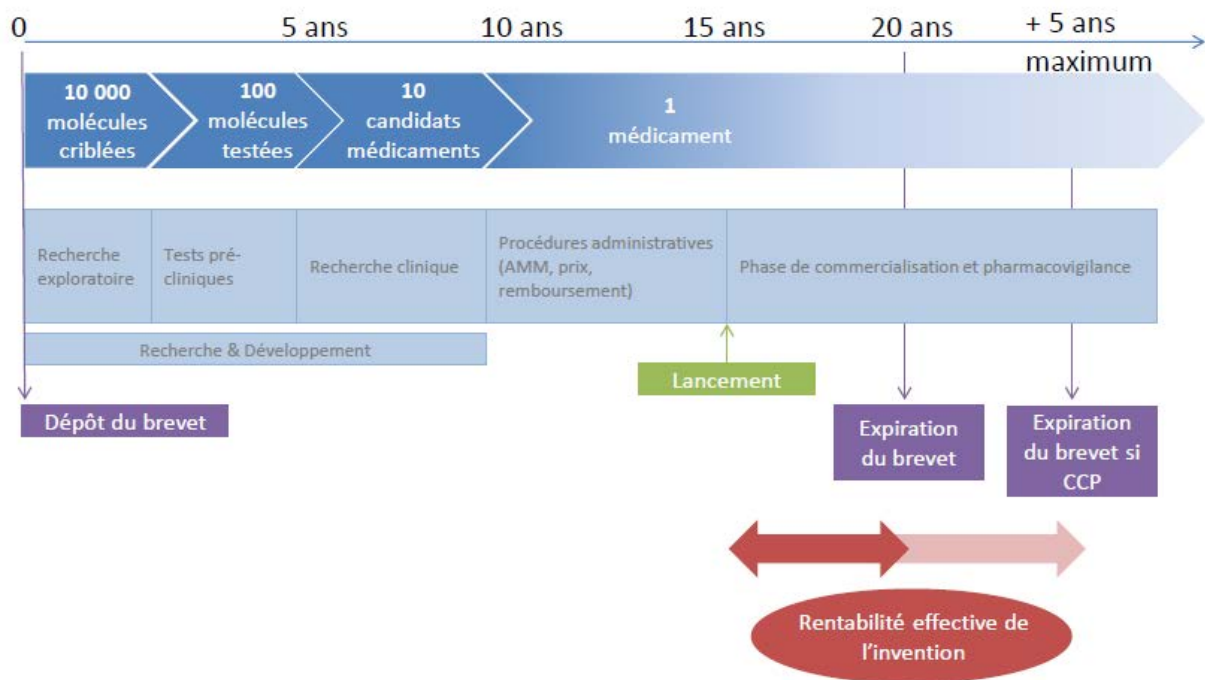 0
5 ans
10 ans
15 ans
20 ans
+ 5 ans
maximum
10 000
molécules
criblées
100
molécules
testées
10
candidats
médicaments
1
médicament
Recherche
exploratoire
Tests pré-
cliniques
Recherche clinique
Procédures administratives
(AMM, prix,
remboursement)
Phase de commercialisation et pharmacovigilance
Recherche & Développement
Lancement
Dépôt du brevet
Expiration
du brevet
Expiration
du brevet si
CCP
Rentabilité effective de
l'invention